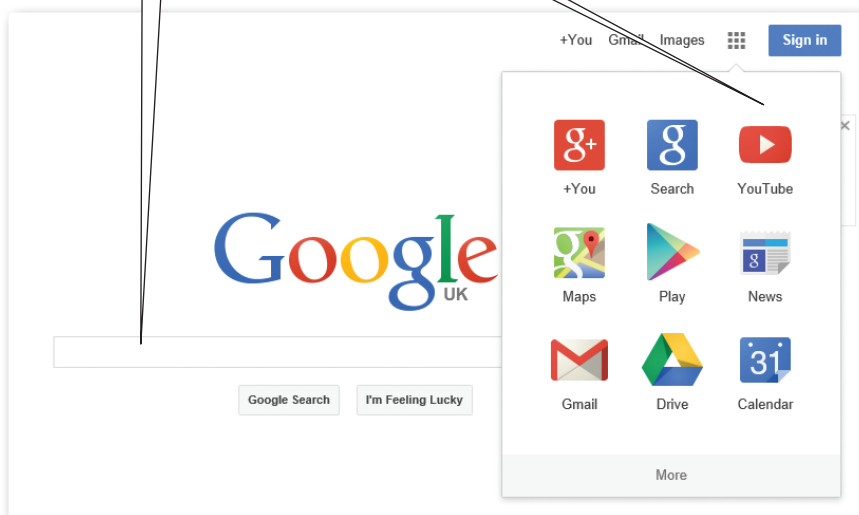 +You Gmail Images Sign in
g+ g
+You Search YouTube
Google
UK
g
Maps Play News
31
Google Search I'm Feeling Lucky
Gmail Drive Calendar
More